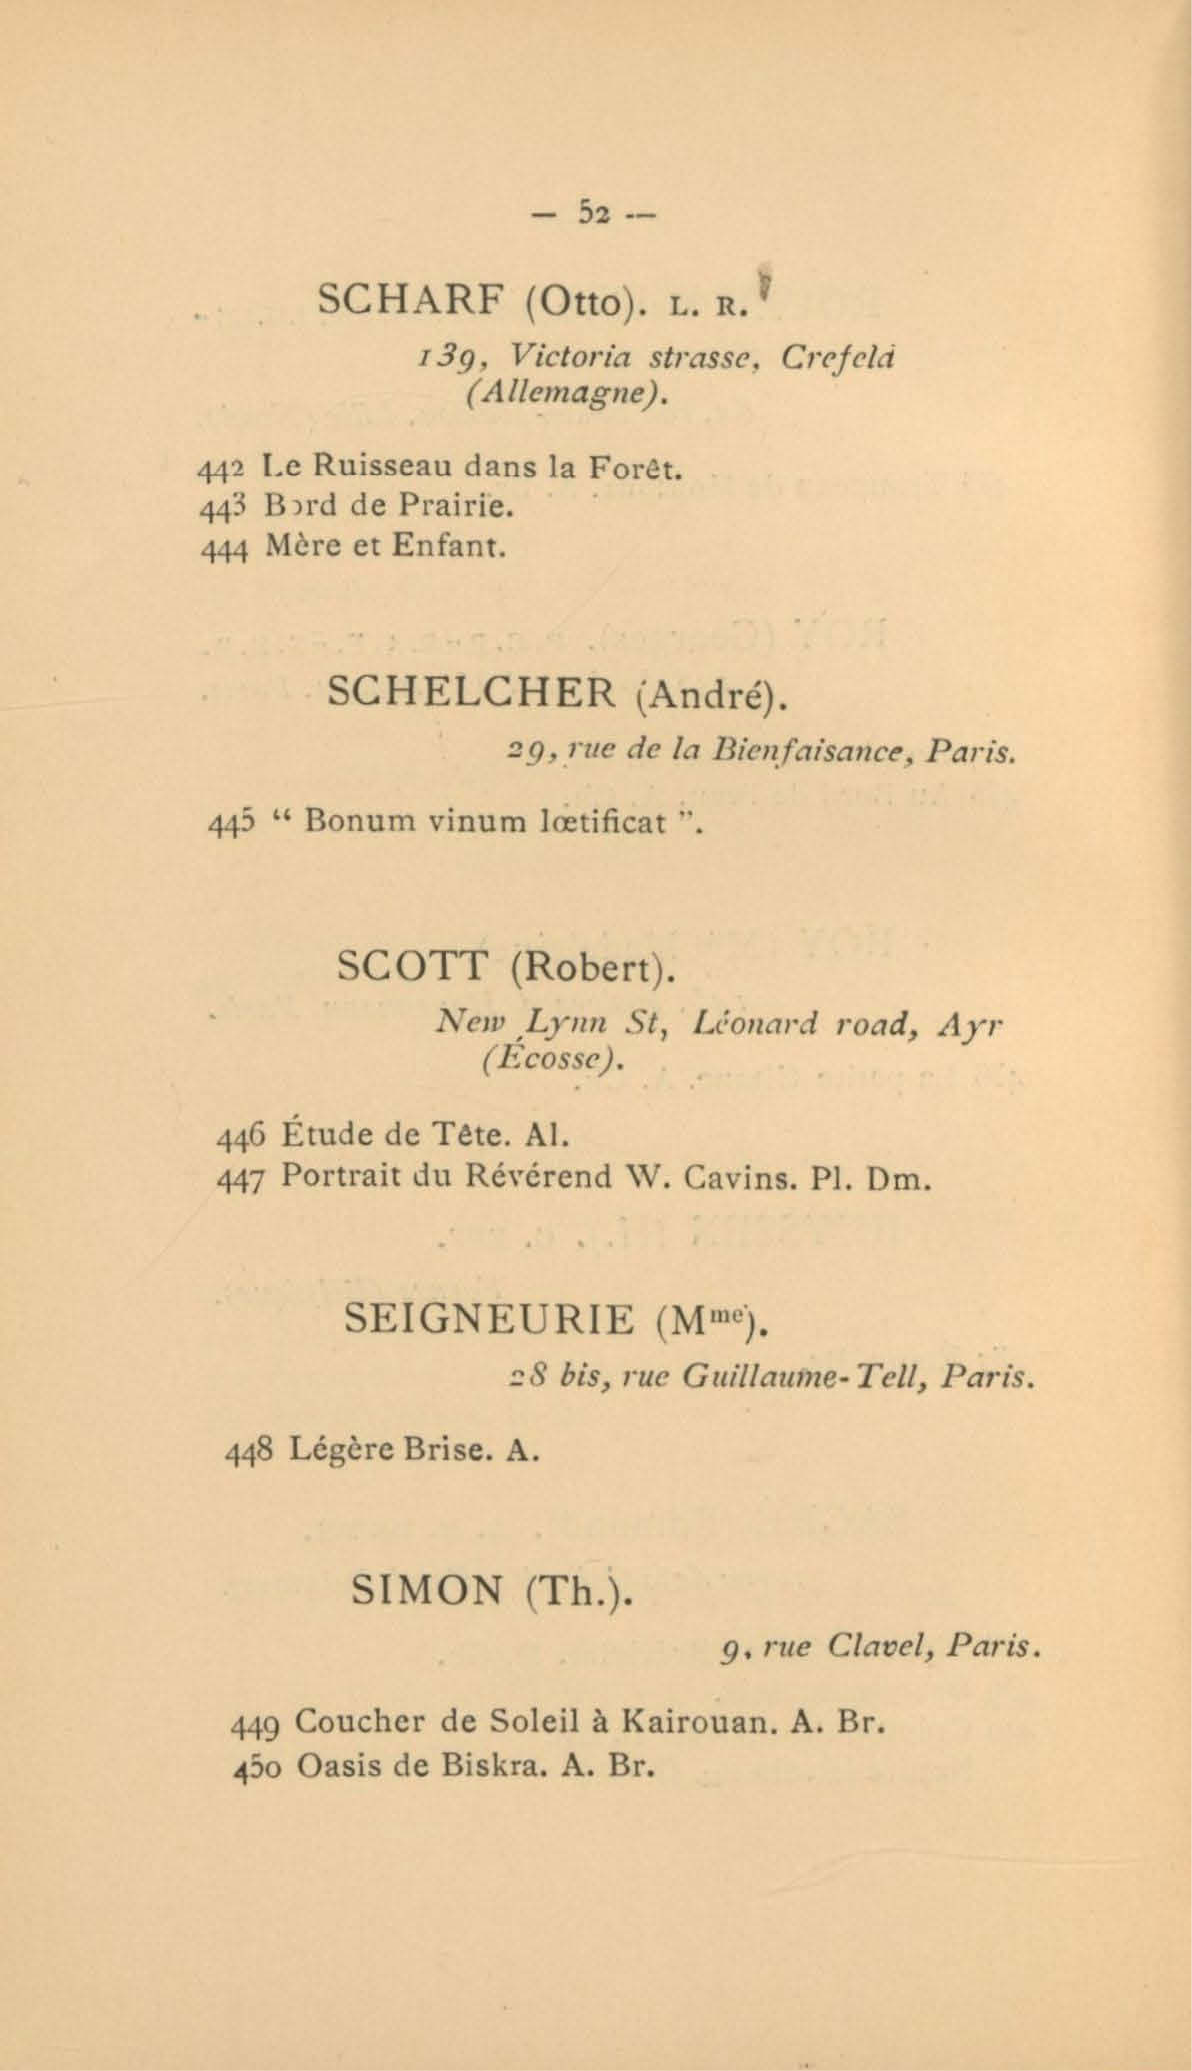 — 52 —
SCHARF (Otto). L. R.
139, Victoria strasse, Crefeld
(Allemagne).
442 Le Ruisseau dans la Forêt.
443 Bord de Prairie.
444 Mère et Enfant.
SCHELCHER (André).
29, rue de la Bienfaisance, Paris.
445 “ Bonum vinum lœtificat ”.
SCOTT (Robert).
New Lynn St, Léonard road, Ayr
(Écosse).
446 Étude de Tête. Al.
447 Portrait du Révérend W. Cavins. Pl. Dm.
SEIGNEURIE (Mme).
28 bis, rue Guillaume-Tell, Paris.
448 Légère Brise. A.
SIMON (Th.).
9, rue Clavel, Paris.
449 Coucher de Soleil à Kairouan. A. Br.
450 Oasis de Biskra. A. Br.